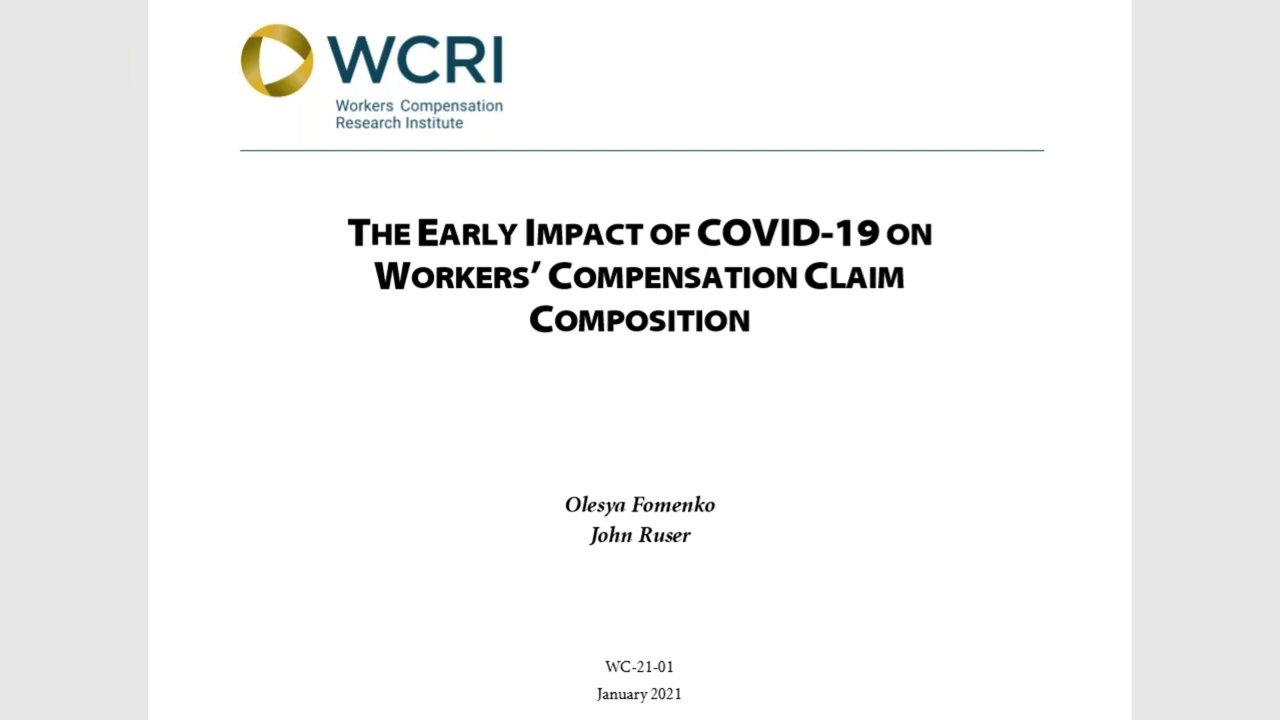 WCRI
Workers Compensation
Research Institute
The Early Impact of COVID-19 on
Workers’ Compensation Claim
Composition
Olesya Fomenko
John Ruser
WC-21-01
January 2021